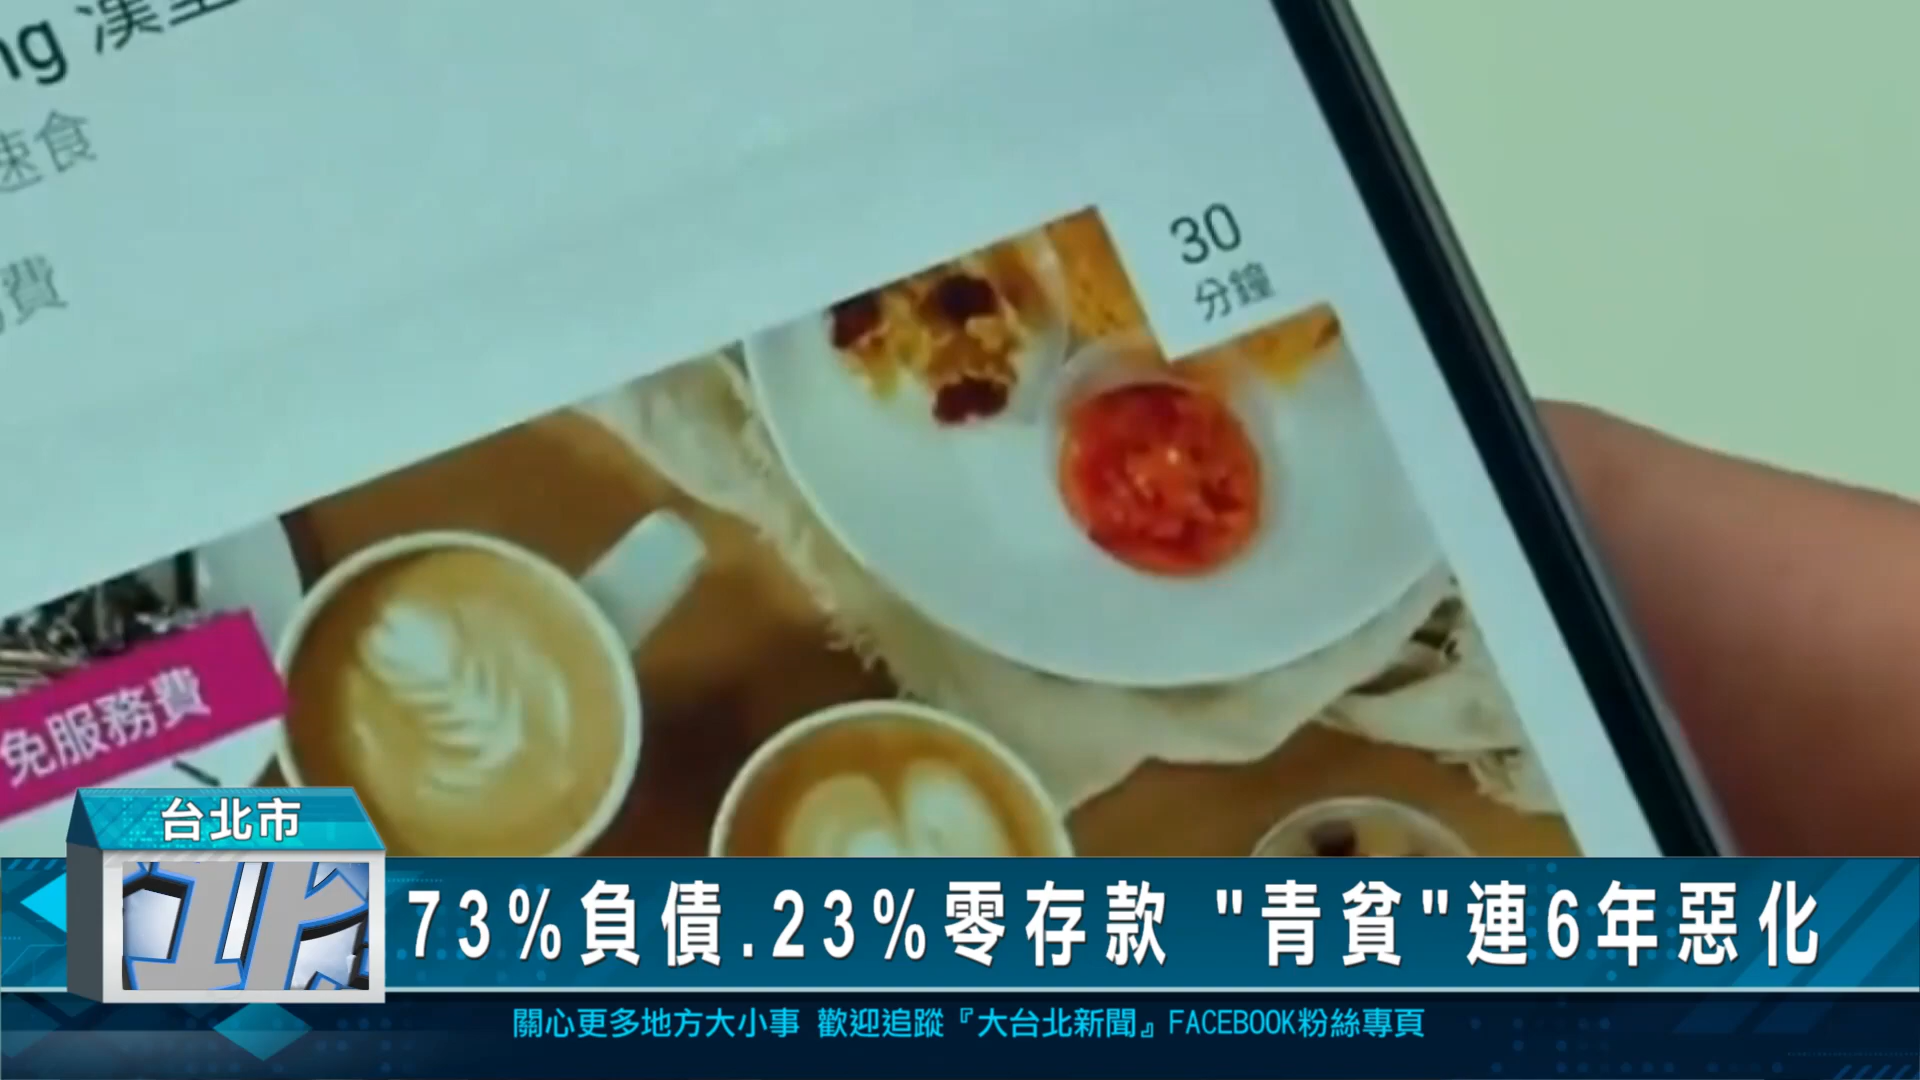 ng 漢堡
速食
費
30
分鐘
免服務費
台北市
73%負債.23%零存款 "青貧"連6年惡化
關心更多地方大小事 歡迎追蹤『大台北新聞』FACEBOOK粉絲專頁